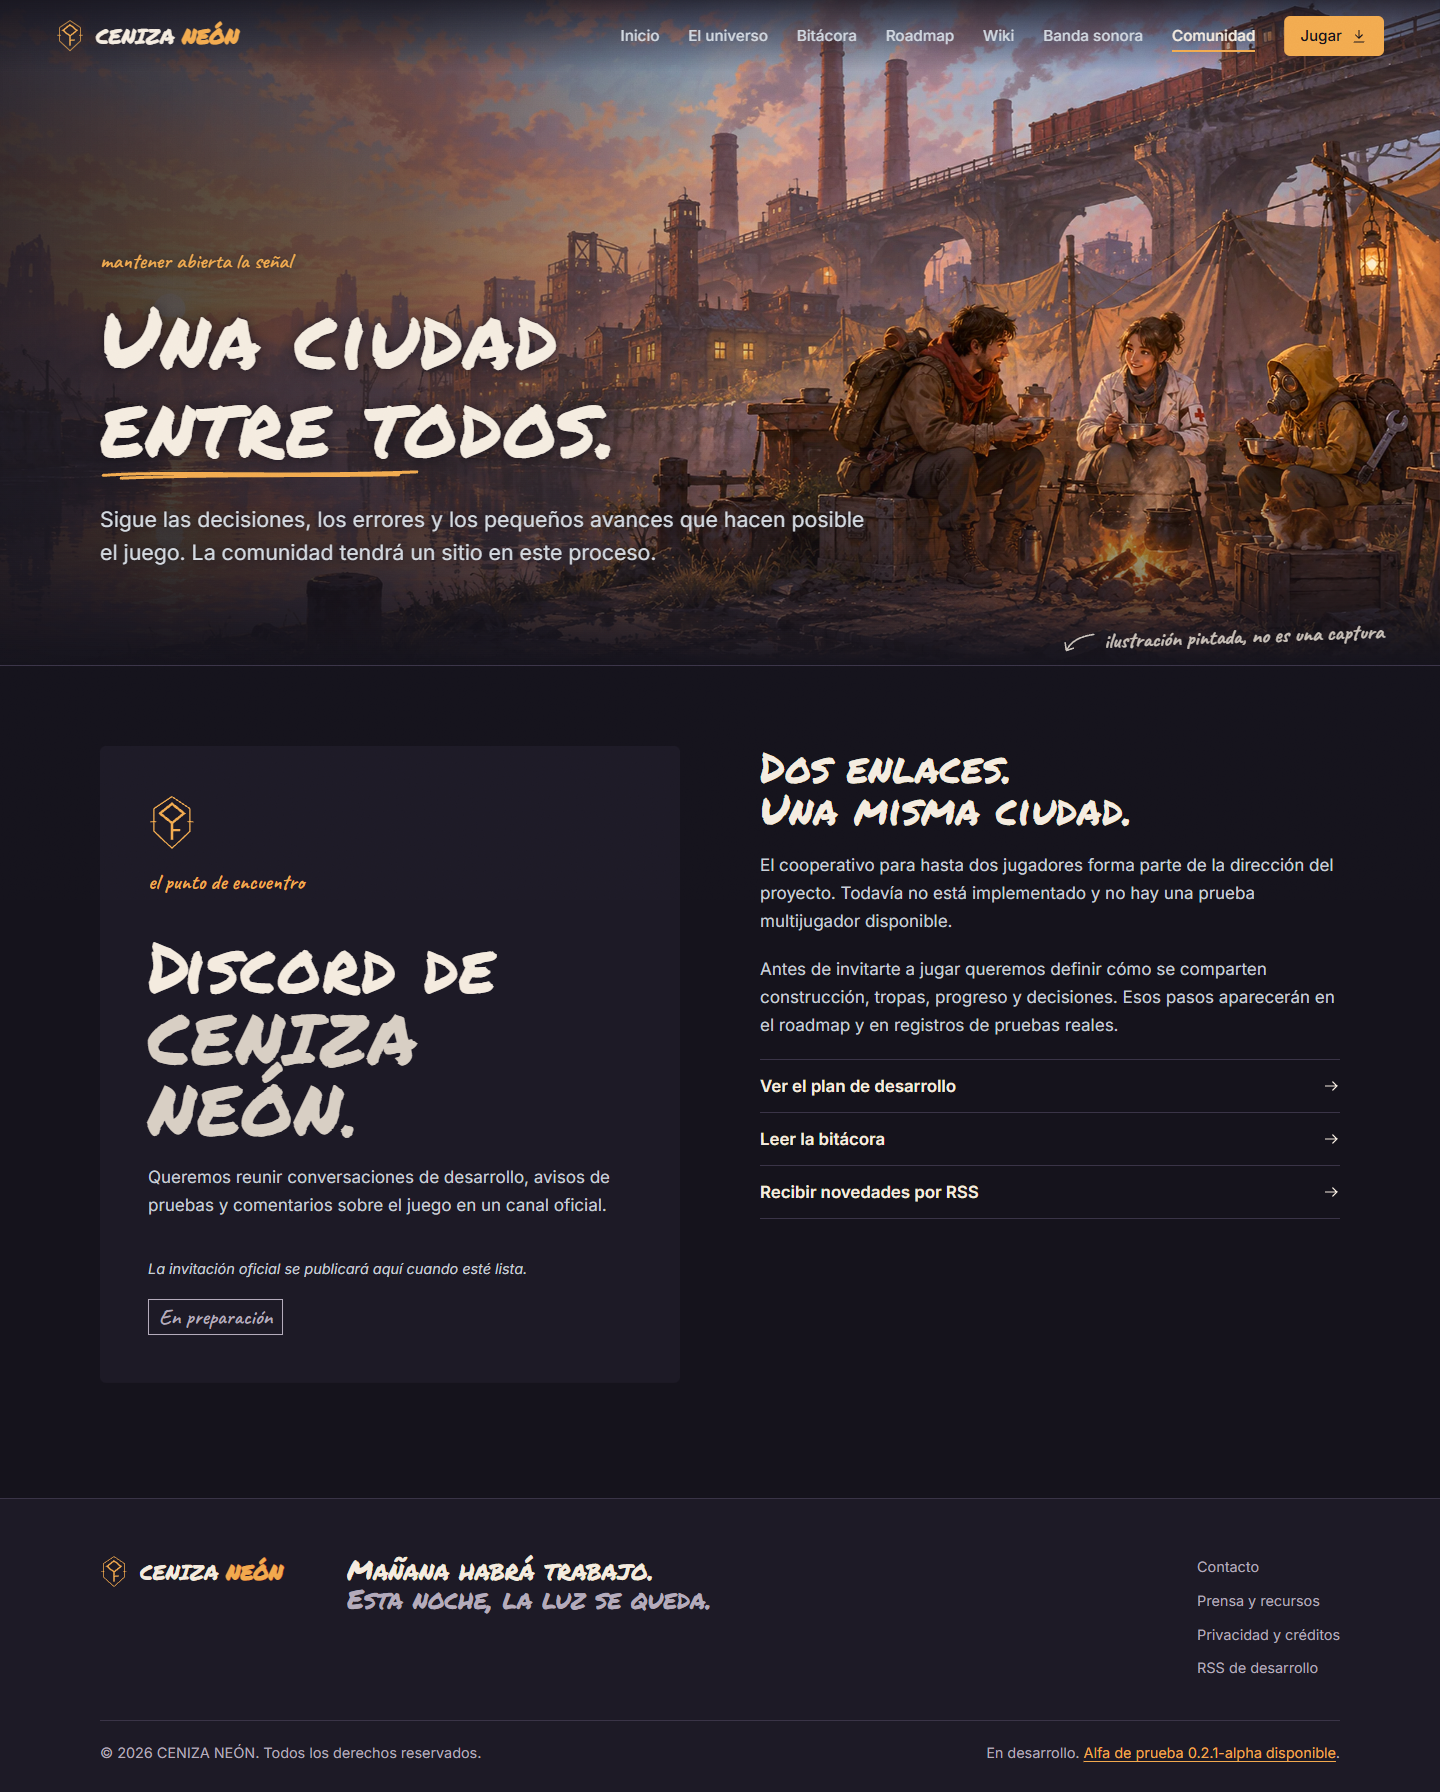 CENIZA NEÓN
Inicio
El universo
Bitácora
Roadmap
Wiki
Banda sonora
Comunidad
Jugar
mantener abierta la señal
Una ciudad
entre todos.
Sigue las decisiones, los errores y los pequeños avances que hacen posible
el juego. La comunidad tendrá un sitio en este proceso.
ilustración pintada, no es una captura
el punto de encuentro
Discord de
CENIZA
NEÓN.
Queremos reunir conversaciones de desarrollo, avisos de
pruebas y comentarios sobre el juego en un canal oficial.
La invitación oficial se publicará aquí cuando esté lista.
En preparación
Dos enlaces.
Una misma ciudad.
El cooperativo para hasta dos jugadores forma parte de la dirección del
proyecto. Todavía no está implementado y no hay una prueba
multijugador disponible.
Antes de invitarte a jugar queremos definir cómo se comparten
construcción, tropas, progreso y decisiones. Esos pasos aparecerán en
el roadmap y en registros de pruebas reales.
Ver el plan de desarrollo
Leer la bitácora
Recibir novedades por RSS
CENIZA NEÓN
Mañana habrá trabajo.
Esta noche, la luz se queda.
Contacto
Prensa y recursos
Privacidad y créditos
RSS de desarrollo
© 2026 CENIZA NEÓN. Todos los derechos reservados.
En desarrollo. Alfa de prueba 0.2.1-alpha disponible.